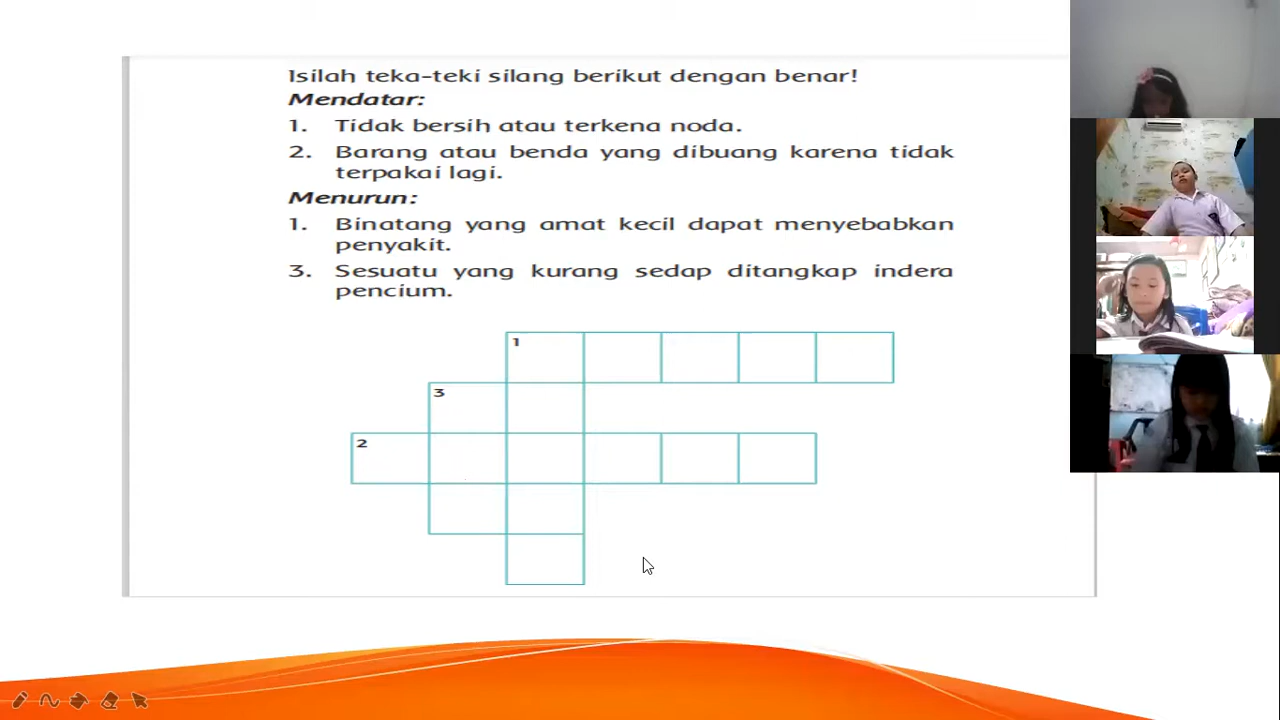 Isilah teka-teki silang berikut dengan benar!
Mendatar:
1. Tidak bersih atau terkena noda.
2. Barang atau benda yang dibuang karena tidak
terpakai lagi.
Menurun:
1. Binatang yang amat kecil dapat menyebabkan
penyakit.
3. Sesuatu yang kurang sedap ditangkap indera
pencium.
1
3
2